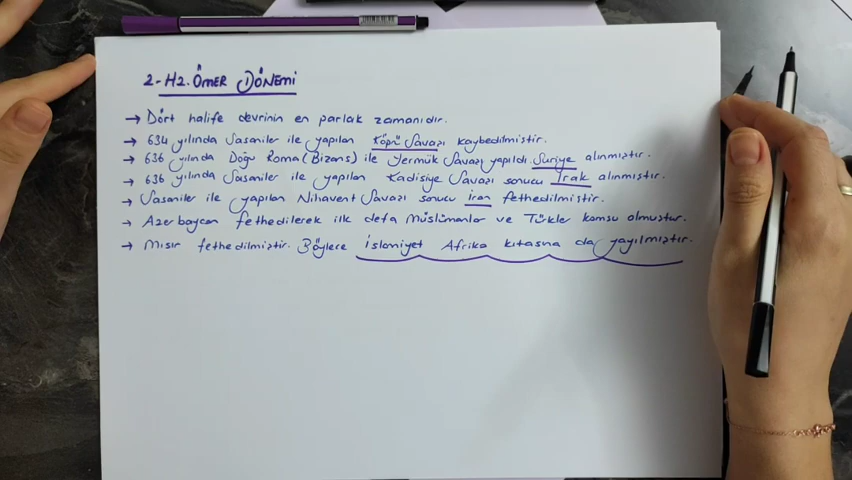 2- HZ. ÖMER DÖNEMİ
→ Dört halife devrinin en parlak zamanıdır.
→ 634 yılında Sasaniler ile yapılan Köprü Savaşı kaybedilmiştir.
→ 636 yılında Doğu Roma (Bizans) ile Yermük Savaşı yapıldı. Suriye alınmıştır.
→ 636 yılında Sasaniler ile yapılan Kadisiye Savaşı sonucu Irak alınmıştır.
→ Sasaniler ile yapılan Nihavent Savaşı sonucu İran fethedilmiştir.
→ Azerbaycan fethedilerek ilk defa Müslümanlar ve Türkler komşu olmuştur.
→ Mısır fethedilmiştir. Böylece İslamiyet Afrika kıtasına da yayılmıştır.